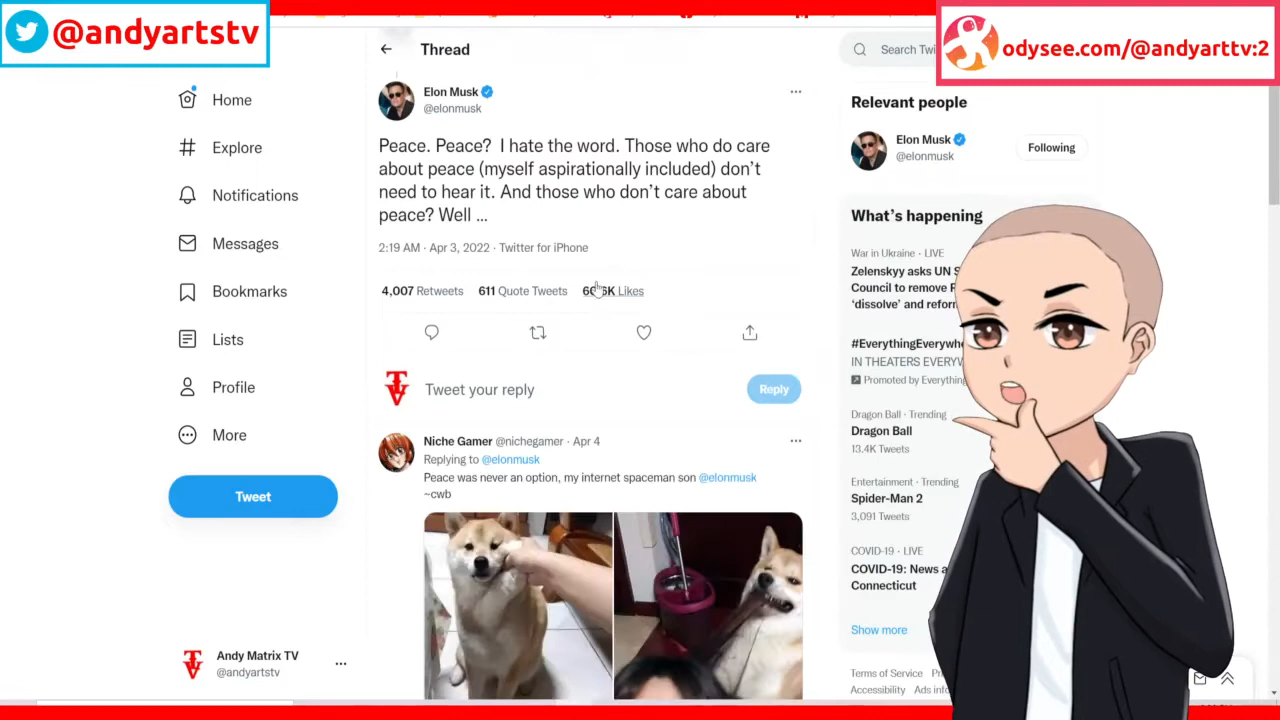 @andyartstv
odysee.com/@andyarttv:2
Thread
Home
Explore
Notifications
Messages
Bookmarks
Lists
Profile
More
Tweet
Andy Matrix TV
@andyartstv
Elon Musk
@elonmusk
Peace. Peace? I hate the word. Those who do care
about peace (myself aspirationally included) don't
need to hear it. And those who don't care about
peace? Well ...
2:19 AM · Apr 3, 2022 · Twitter for iPhone
4,007 Retweets 611 Quote Tweets Likes
Tweet your reply
Reply
Niche Gamer @nichegamer · Apr 4
Replying to @elonmusk
Peace was never an option, my internet spaceman son @elonmusk
~cwb
Search
Relevant people
Elon Musk
@elonmusk
Following
What's happening
War in Ukraine · LIVE
Zelenskyy asks UN
Council to remove
'dissolve' and
IN THEATERS
Promoted by
Dragon Ball · Trending
Dragon Ball
13.4K Tweets
Entertainment · Trending
Spider-Man 2
3,091 Tweets
COVID-19 · LIVE
COVID-19: News
Connecticut
Show more
Terms of Service
Accessibility Ads